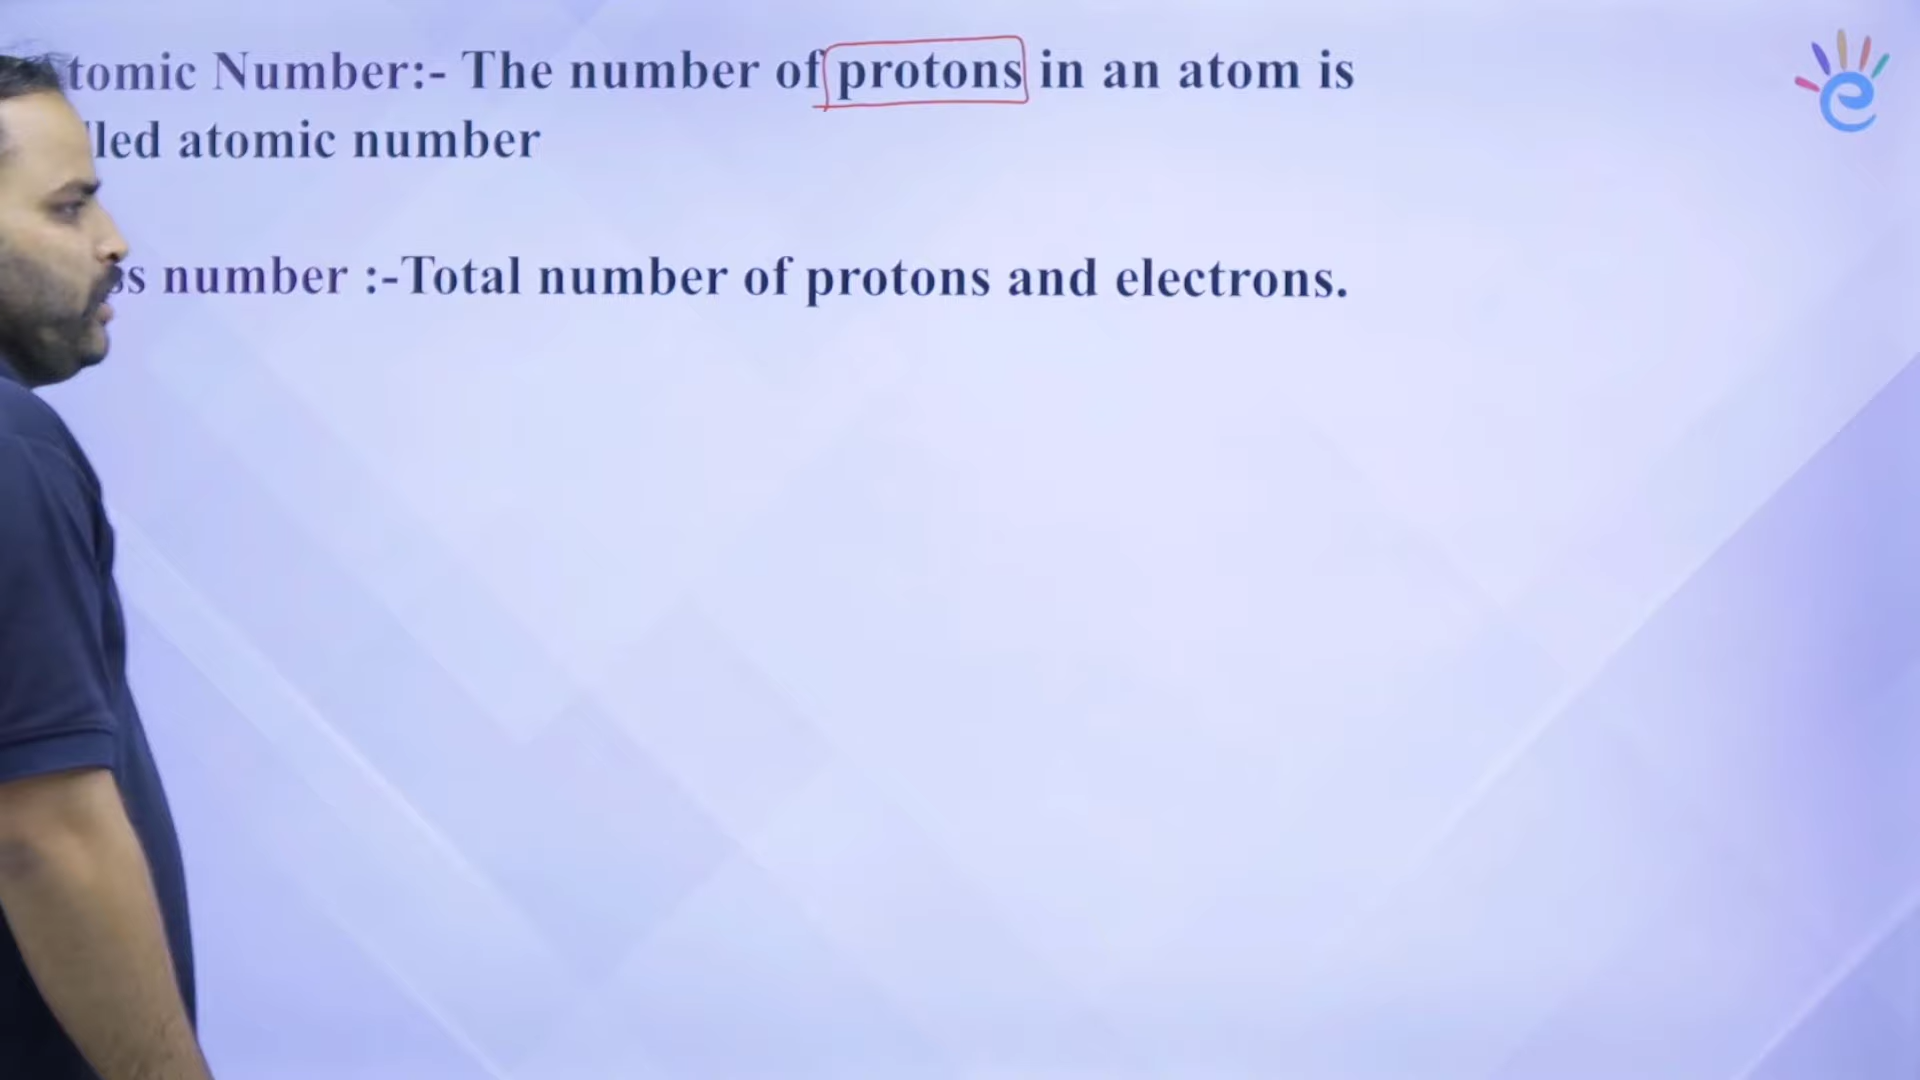 tomic Number:- The number of protons in an atom is
led atomic number
s number :-Total number of protons and electrons.